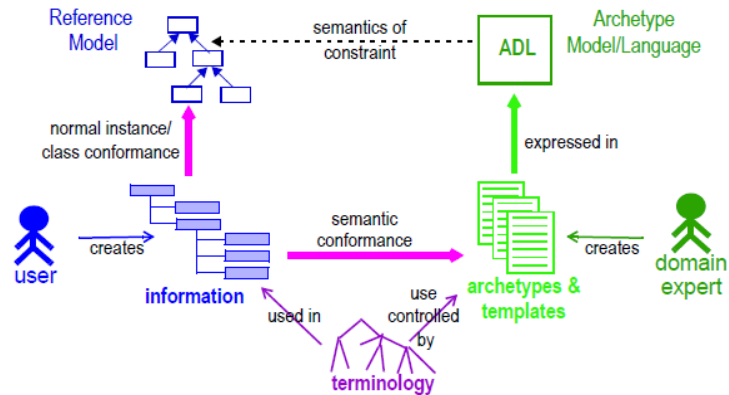 Reference
Model
semantics of
constraint
ADL
Archetype
Model/Language
normal instance/
class conformance
expressed in
user
creates
information
semantic
conformance
archetypes &
templates
creates
domain
expert
used in
use
controlled
by
terminology